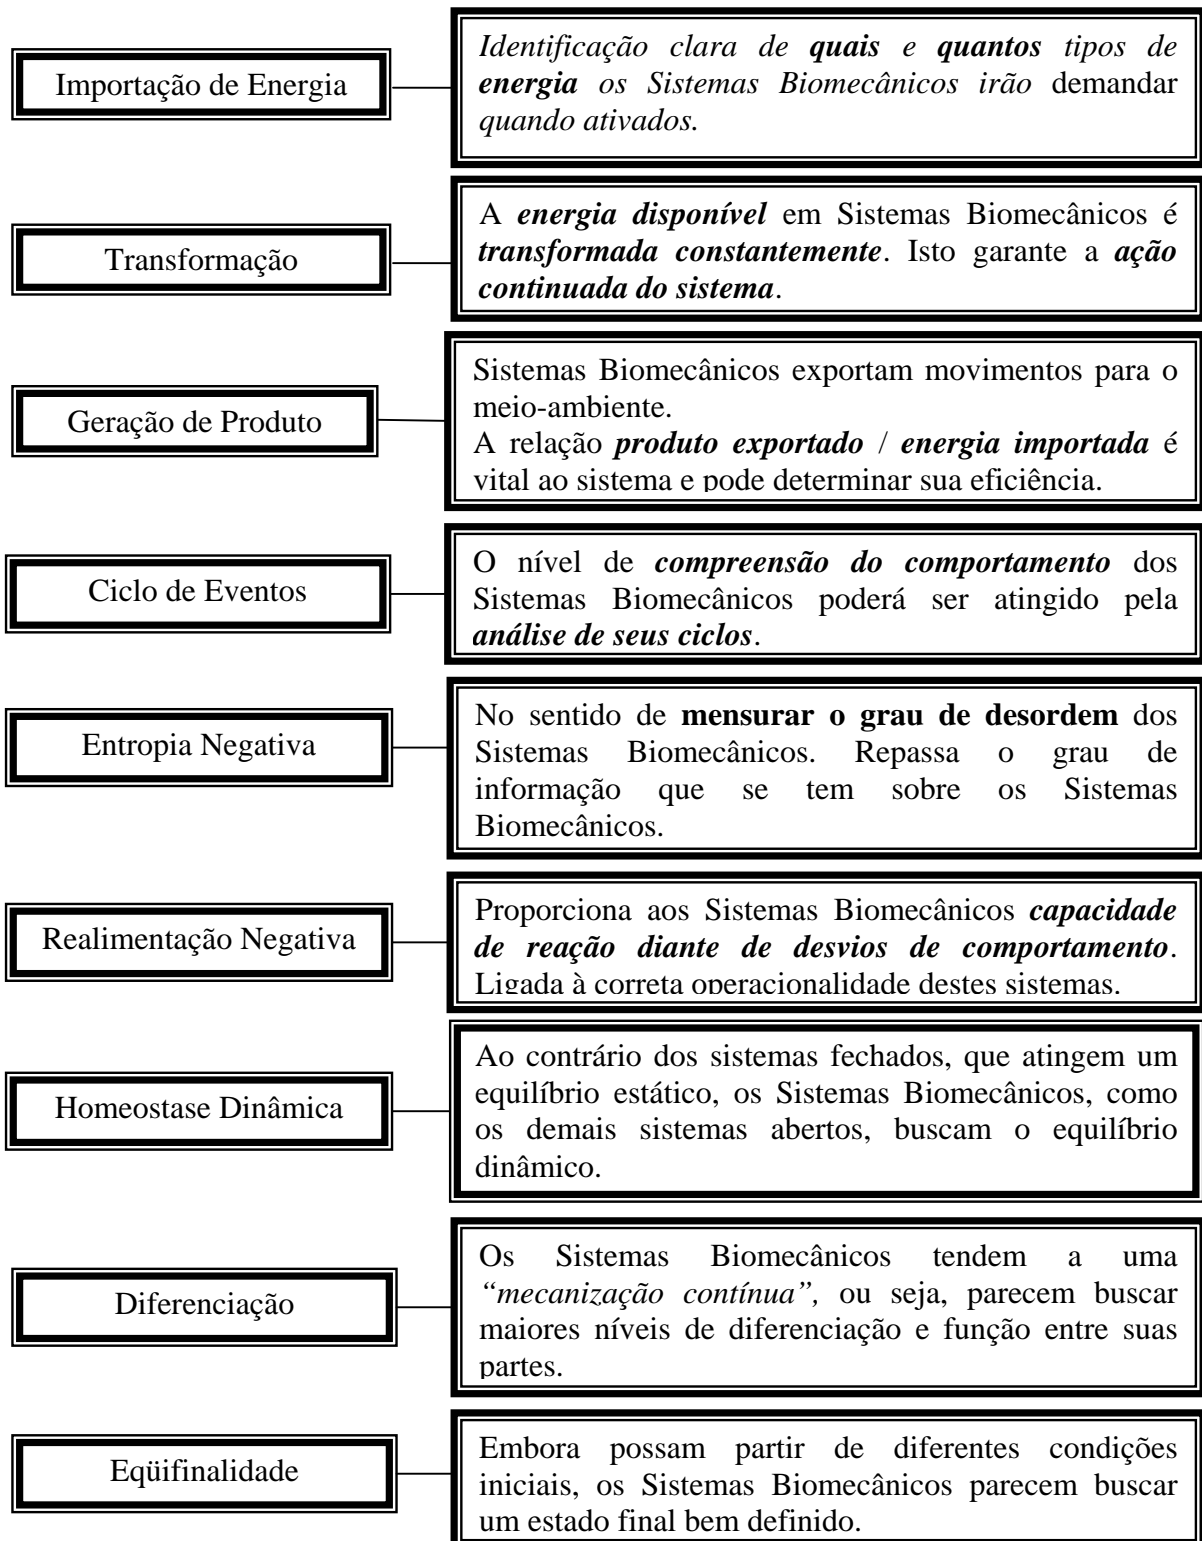 Importação de Energia
Identificação clara de quais e quantos tipos de
energia os Sistemas Biomecânicos irão demandar
quando ativados.
Transformação
A energia disponível em Sistemas Biomecânicos é
transformada constantemente. Isto garante a ação
continuada do sistema.
Geração de Produto
Sistemas Biomecânicos exportam movimentos para o
meio-ambiente.
A relação produto exportado / energia importada é
vital ao sistema e pode determinar sua eficiência.
Ciclo de Eventos
O nível de compreensão do comportamento dos
Sistemas Biomecânicos poderá ser atingido pela
análise de seus ciclos.
Entropia Negativa
No sentido de mensurar o grau de desordem dos
Sistemas Biomecânicos. Repassa o grau de
informação que se tem sobre os Sistemas
Biomecânicos.
Realimentação Negativa
Proporciona aos Sistemas Biomecânicos capacidade
de reação diante de desvios de comportamento.
Ligada à correta operacionalidade destes sistemas.
Homeostase Dinâmica
Ao contrário dos sistemas fechados, que atingem um
equilíbrio estático, os Sistemas Biomecânicos, como
os demais sistemas abertos, buscam o equilíbrio
dinâmico.
Diferenciação
Os Sistemas Biomecânicos tendem a uma
“mecanização contínua”, ou seja, parecem buscar
maiores níveis de diferenciação e função entre suas
partes.
Eqüifinalidade
Embora possam partir de diferentes condições
iniciais, os Sistemas Biomecânicos parecem buscar
um estado final bem definido.